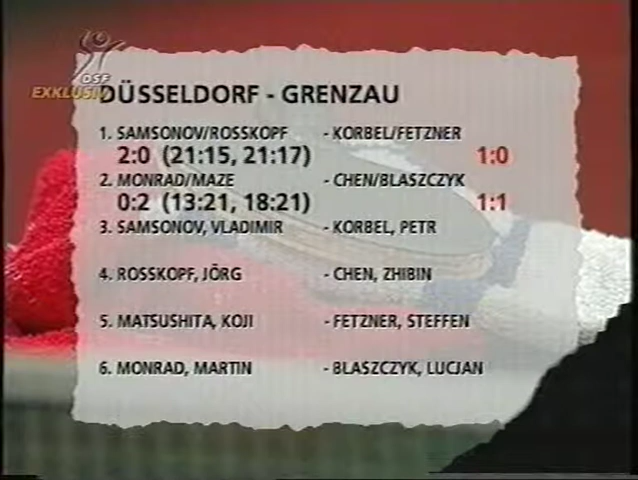 DSF
EXKLUSIV
DÜSSELDORF - GRENZAU
1. SAMSONOV/ROSSKOPF - KORBEL/FETZNER
2:0 (21:15, 21:17) 1:0
2. MONRAD/MAZE - CHEN/BLASZCZYK
0:2 (13:21, 18:21) 1:1
3. SAMSONOV, VLADIMIR - KORBEL, PETR
4. ROSSKOPF, JÖRG - CHEN, ZHIBIN
5. MATSUSHITA, KOJI - FETZNER, STEFFEN
6. MONRAD, MARTIN - BLASZCZYK, LUCJAN